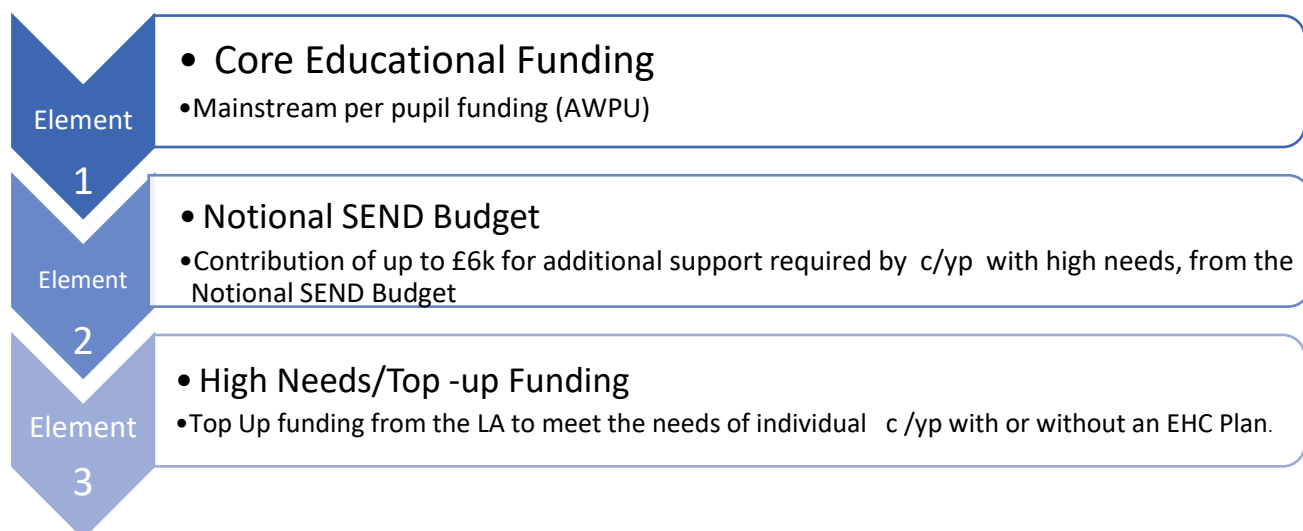 Element
1
• Core Educational Funding
•Mainstream per pupil funding (AWPU)
Element
2
• Notional SEND Budget
•Contribution of up to £6k for additional support required by c/yp with high needs, from the
Notional SEND Budget
Element
3
• High Needs/Top -up Funding
•Top Up funding from the LA to meet the needs of individual c /yp with or without an EHC Plan.